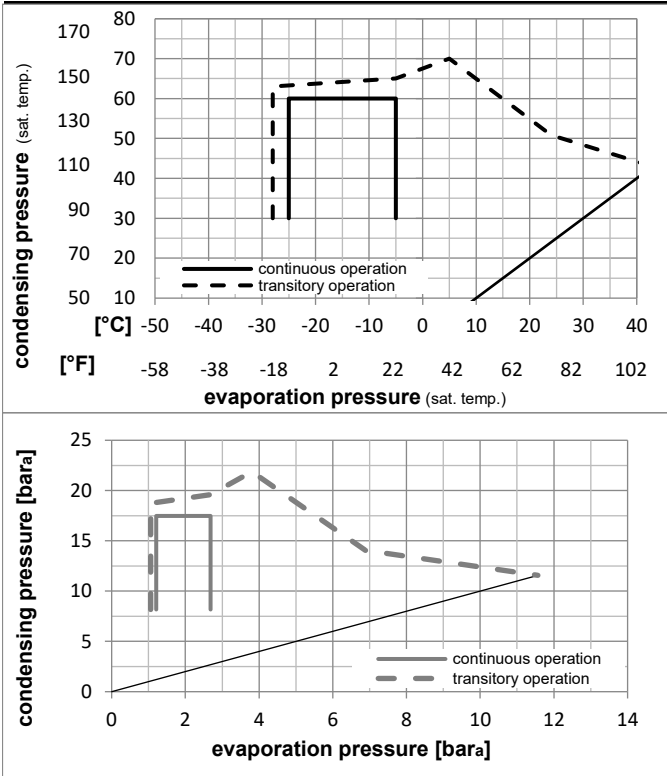 170 80
150 70
130 60
110 50
90 40
70 30
50 20
10
condensing pressure (sat. temp.)
continuous operation
transitory operation
[°C] -50 -40 -30 -20 -10 0 10 20 30 40
[°F] -58 -38 -18 2 22 42 62 82 102
evaporation pressure (sat. temp.)
25
20
15
10
5
0
condensing pressure [bara]
continuous operation
transitory operation
0 2 4 6 8 10 12 14
evaporation pressure [bara]